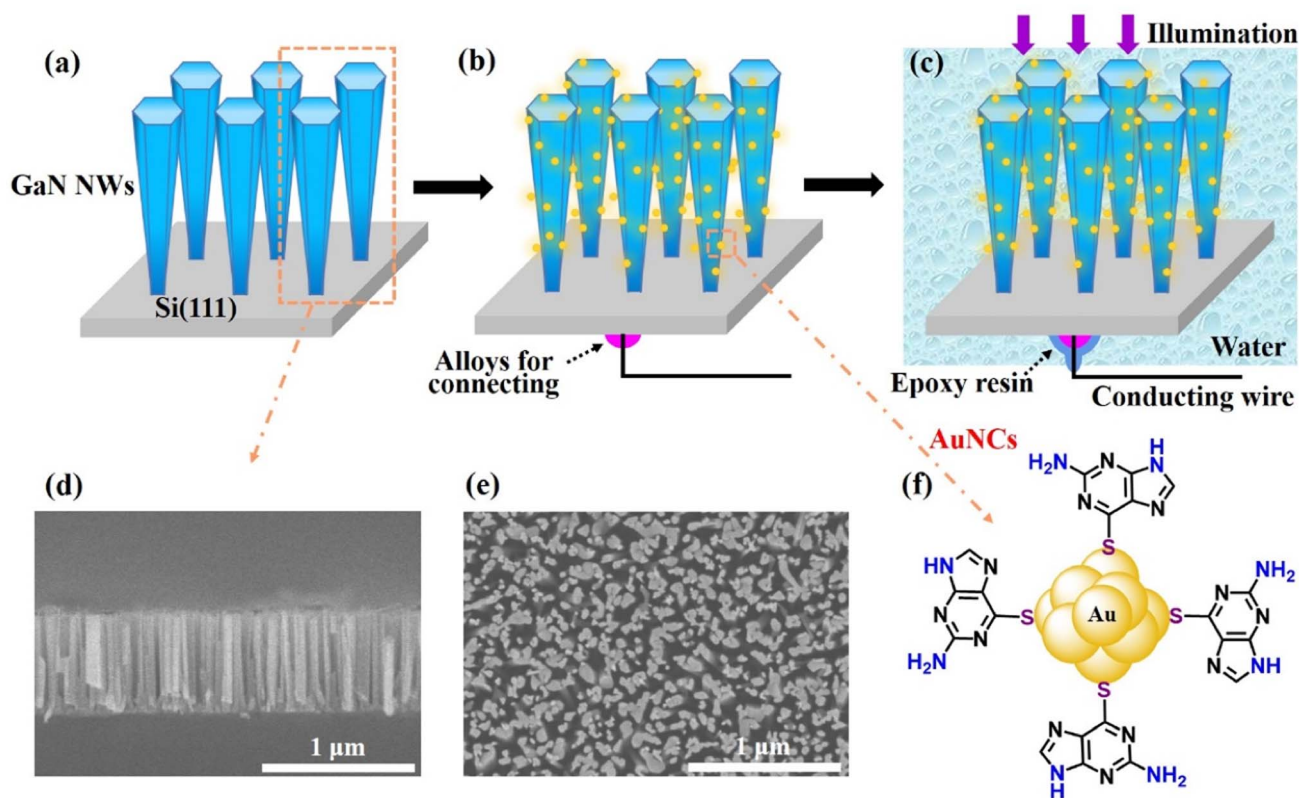 (a)
GaN NWs
Si(111)
(b)
Alloys for
connecting
(c)
Illumination
Water
Epoxy resin
Conducting wire
AuNCs
(d)
1 μm
(e)
1 μm
(f)
H
N
H₂N
N
N
N
S
HN
N
N
N
H₂N
S
Au
S
N
NH₂
N
N
NH
S
N
N
N
H
N
NH₂